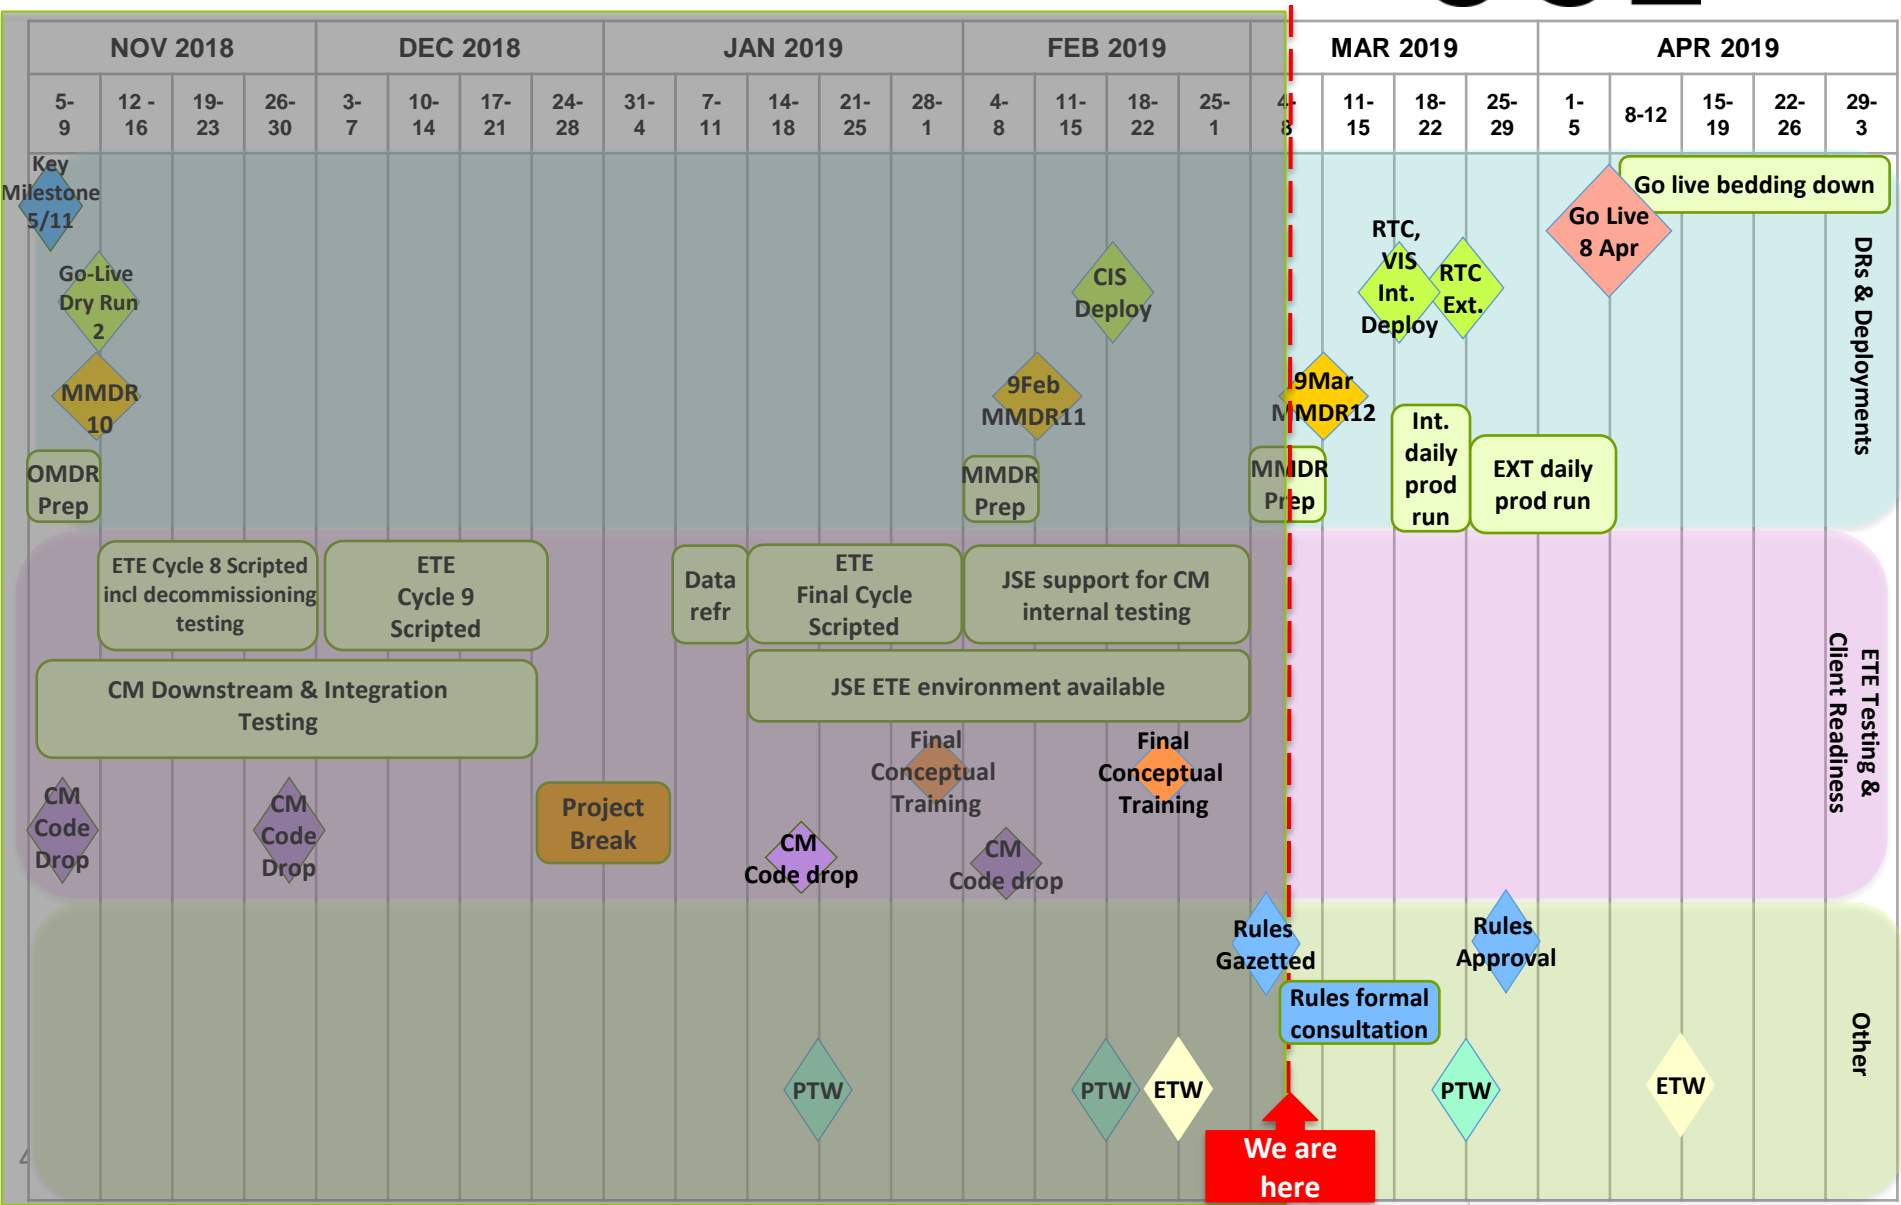 NOV 2018
DEC 2018
JAN 2019
FEB 2019
MAR 2019
APR 2019
5-
9
12 -
16
19-
23
26-
30
3-
7
10-
14
17-
21
24-
28
31-
4
7-
11
14-
18
21-
25
28-
1
4-
8
11-
15
18-
22
25-
1
4-
8
11-
15
18-
22
25-
29
1-
5
8-12
15-
19
22-
26
29-
3
Key
Milestone
5/11
Go live bedding down
Go Live
8 Apr
Go-Live
Dry Run
2
CIS
Deploy
RTC,
VIS
Int.
Deploy
RTC
Ext.
MMDR
10
9Feb
MMDR11
9Mar
MMDR12
OMDR
Prep
MMDR
Prep
MMDR
Prep
Int.
daily
prod
run
EXT daily
prod run
DRs & Deployments
ETE Cycle 8 Scripted
incl decommissioning
testing
ETE
Cycle 9
Scripted
Data
refr
ETE
Final Cycle
Scripted
JSE support for CM
internal testing
CM Downstream & Integration
Testing
JSE ETE environment available
Final
Conceptual
Training
Final
Conceptual
Training
CM
Code
Drop
CM
Code
Drop
Project
Break
CM
Code drop
CM
Code drop
ETE Testing &
Client Readiness
Rules
Gazetted
Rules
Approval
Rules formal
consultation
PTW
PTW
ETW
PTW
ETW
Other
We are
here